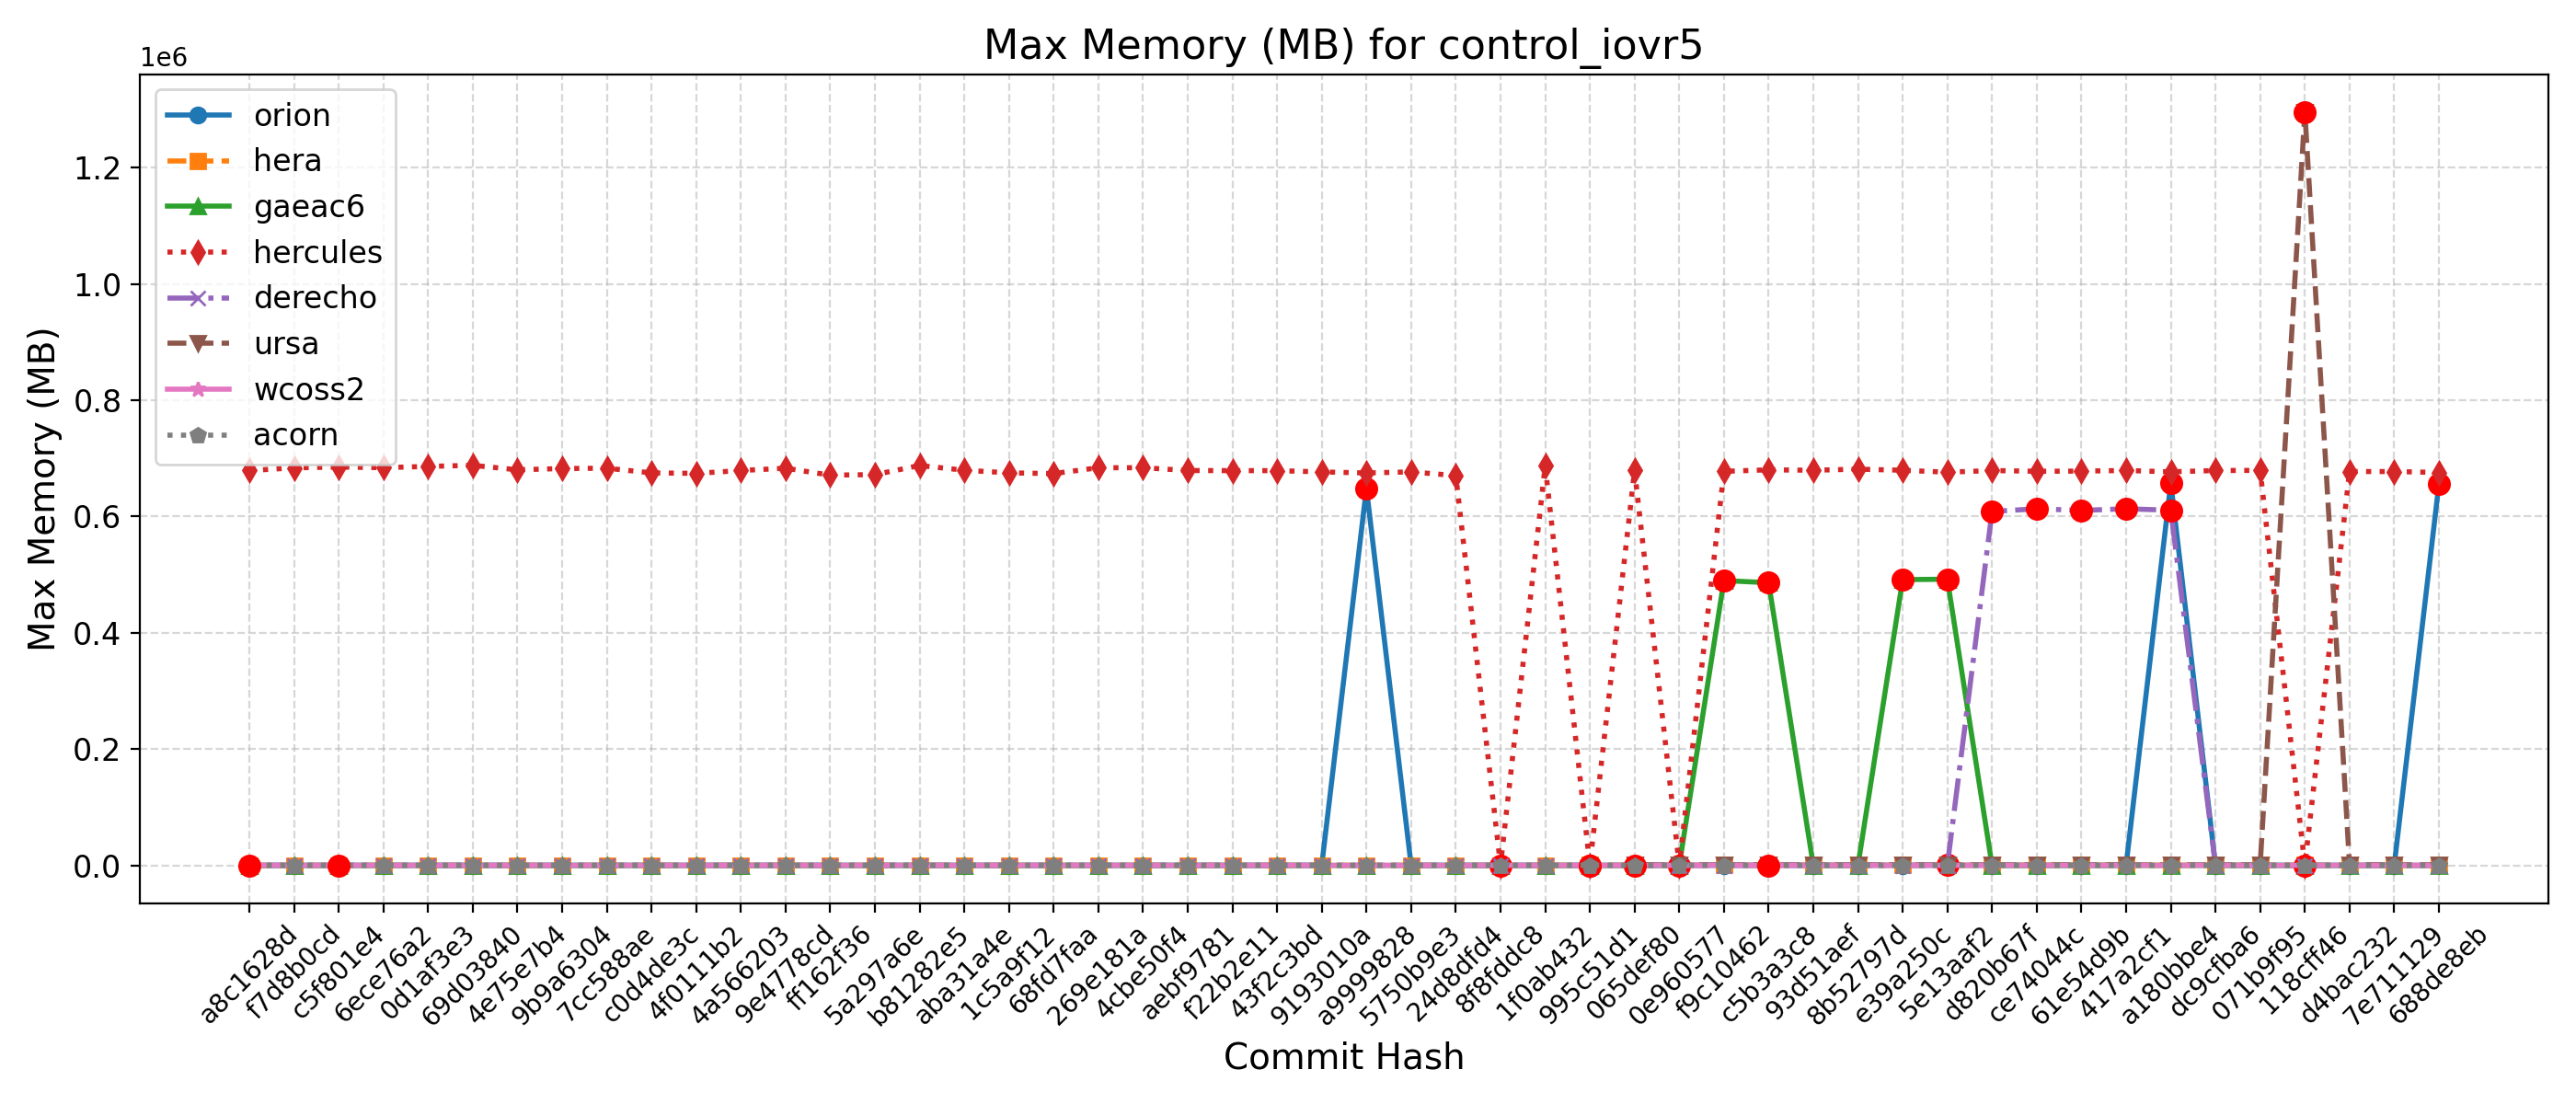 Max Memory (MB) for control_iovr5
1e6
orion
hera
gaeac6
hercules
derecho
ursa
wcoss2
acorn
Max Memory (MB)
1.2
1.0
0.8
0.6
0.4
0.2
0.0
a8c1628d
f7d8b0cd
c5f801e4
6ece76a2
0d1af3e3
69d03840
4e75e7b4
9b9a6304
7cc588ae
c0d4de3c
4f0111b2
4a566203
9e4778cd
ff162f36
5a297a6e
b81282e5
aba31a4e
1c5a9f12
68fd7faa
269e181a
4cbe50f4
aebf9781
f22b2e11
43f2c3bd
9193010a
a9999828
5750b9e3
24d8dfd4
8f8fddc8
1f0ab432
995c51d1
065def80
0e960577
f9c10462
c5b3a3c8
93d51aef
8b52797d
e39a250c
5e13aaf2
d820b67f
ce74044c
61e54d9b
417a2cf1
a180bbe4
dc9cfba6
071b9f95
118cff46
d4bac232
7e711129
688de8eb
Commit Hash